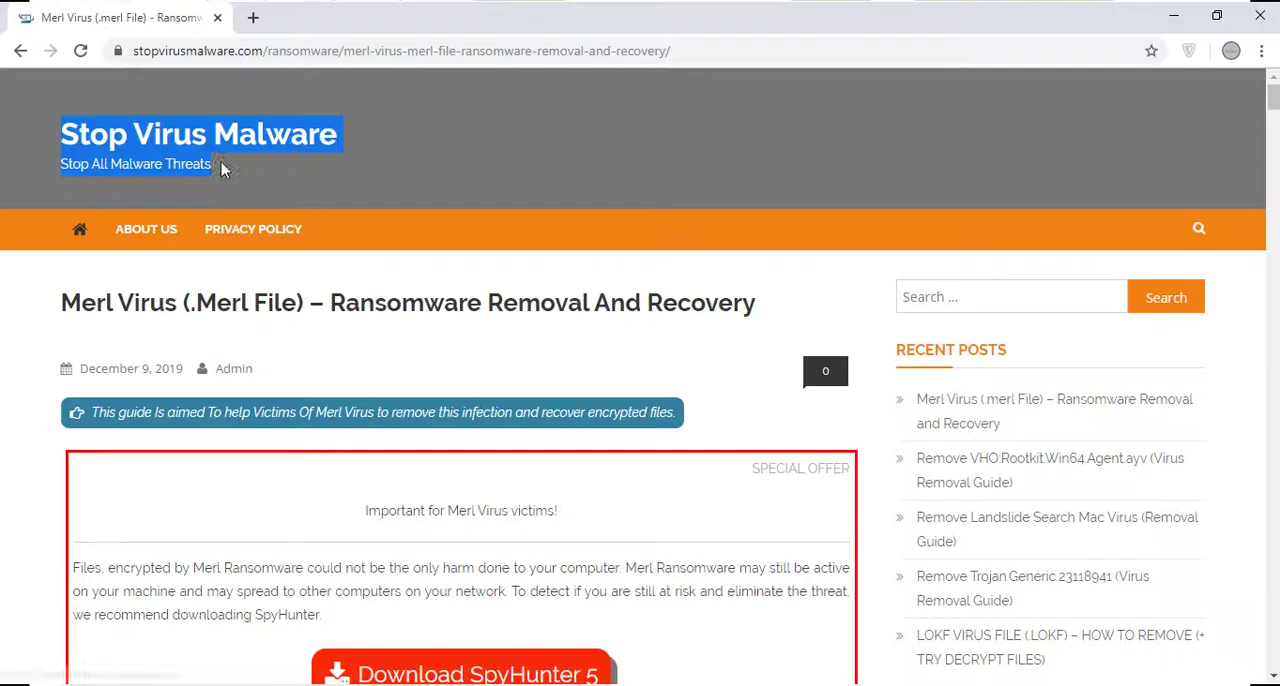 Merl Virus (.merl File) - Ransomw
stopvirusmalware.com/ransomware/merl-virus-merl-file-ransomware-removal-and-recovery/
Stop Virus Malware
Stop All Malware Threats
ABOUT US
PRIVACY POLICY
Merl Virus (.Merl File) – Ransomware Removal And Recovery
December 9, 2019
Admin
0
This guide Is aimed To help Victims Of Merl Virus to remove this infection and recover encrypted files.
SPECIAL OFFER
Important for Merl Virus victims!
Files, encrypted by Merl Ransomware could not be the only harm done to your computer. Merl Ransomware may still be active
on your machine and may spread to other computers on your network. To detect if you are still at risk and eliminate the threat,
we recommend downloading SpyHunter.
Download SpyHunter 5
Search ...
Search
RECENT POSTS
Merl Virus (.merl File) – Ransomware Removal
and Recovery
Remove VHO:Rootkit.Win64.Agent.ayv (Virus
Removal Guide)
Remove Landslide Search Mac Virus (Removal
Guide)
Remove Trojan.Generic.23118941 (Virus
Removal Guide)
LOKF VIRUS FILE (.LOKF) – HOW TO REMOVE (+
TRY DECRYPT FILES)